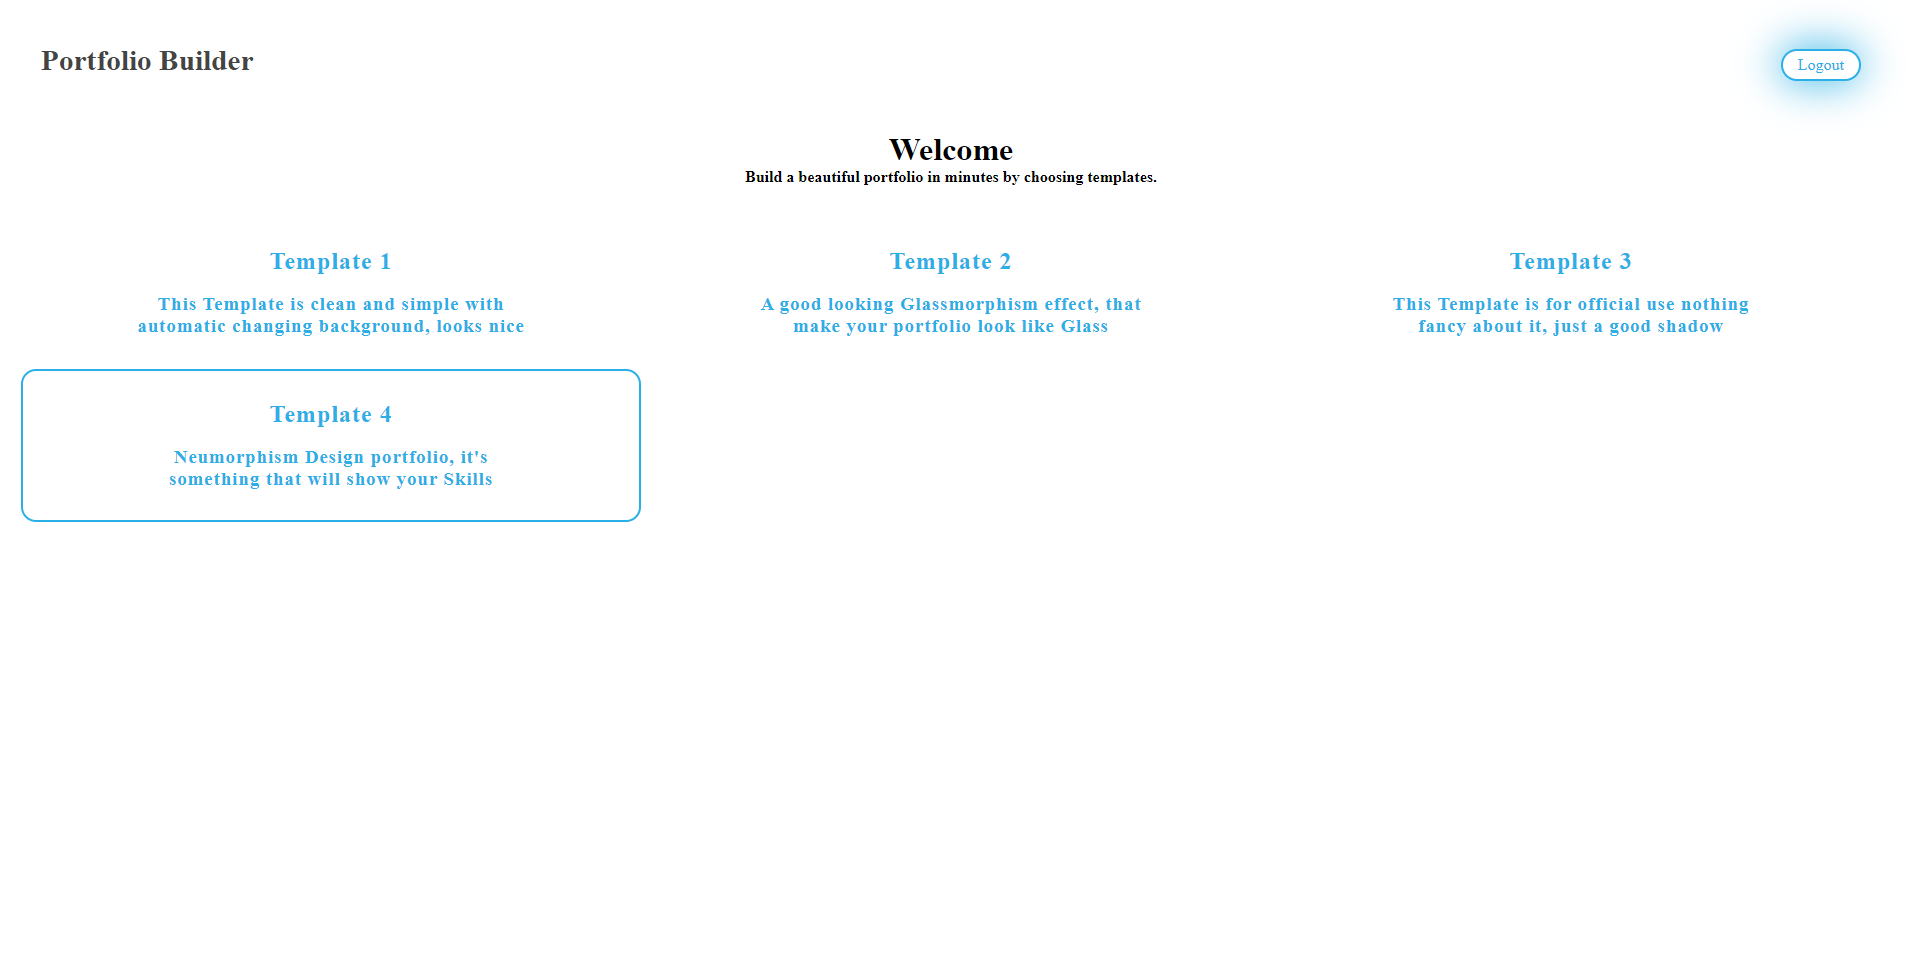 Portfolio Builder
Logout
Welcome
Build a beautiful portfolio in minutes by choosing templates.
Template 1
This Template is clean and simple with
automatic changing background, looks nice
Template 2
A good looking Glassmorphism effect, that
make your portfolio look like Glass
Template 3
This Template is for official use nothing
fancy about it, just a good shadow
Template 4
Neumorphism Design portfolio, it's
something that will show your Skills